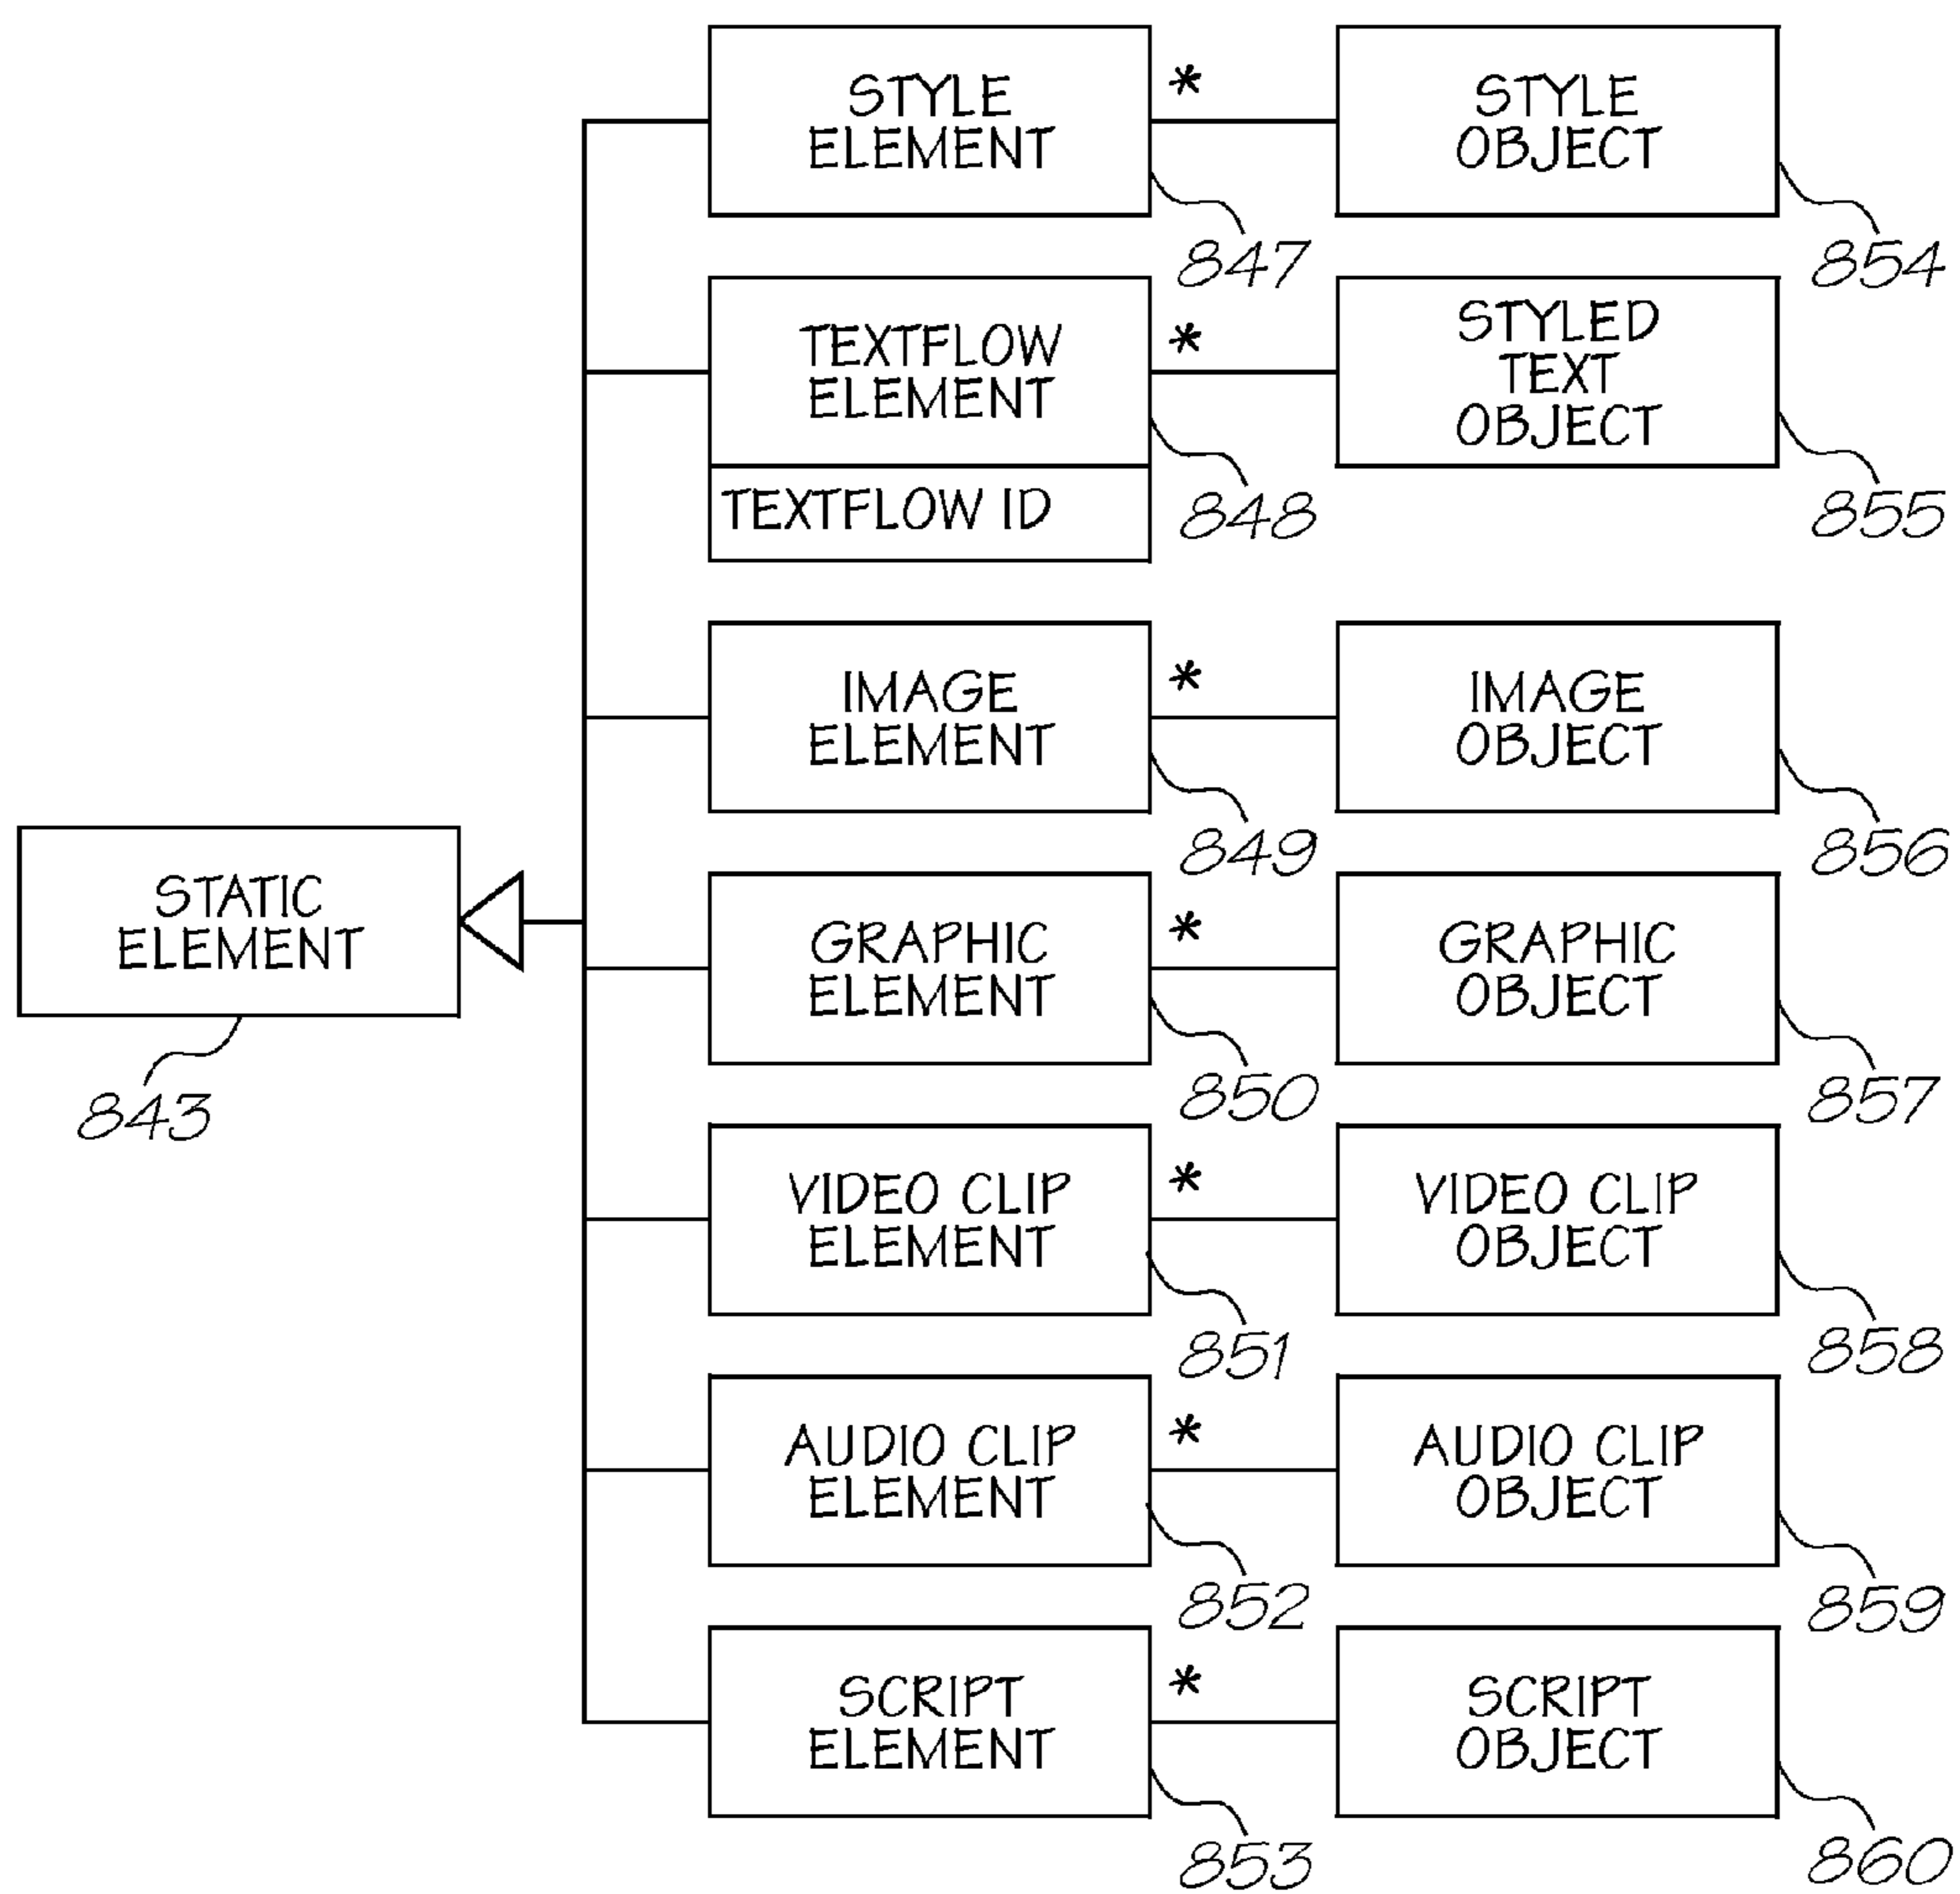 STYLE
ELEMENT
*
STYLE
OBJECT
847
854
TEXTFLOW
ELEMENT
TEXTFLOW ID
*
STYLED
TEXT
OBJECT
848
855
IMAGE
ELEMENT
*
IMAGE
OBJECT
849
856
STATIC
ELEMENT
843
GRAPHIC
ELEMENT
*
GRAPHIC
OBJECT
850
857
VIDEO CLIP
ELEMENT
*
VIDEO CLIP
OBJECT
851
858
AUDIO CLIP
ELEMENT
*
AUDIO CLIP
OBJECT
852
859
SCRIPT
ELEMENT
*
SCRIPT
OBJECT
853
860